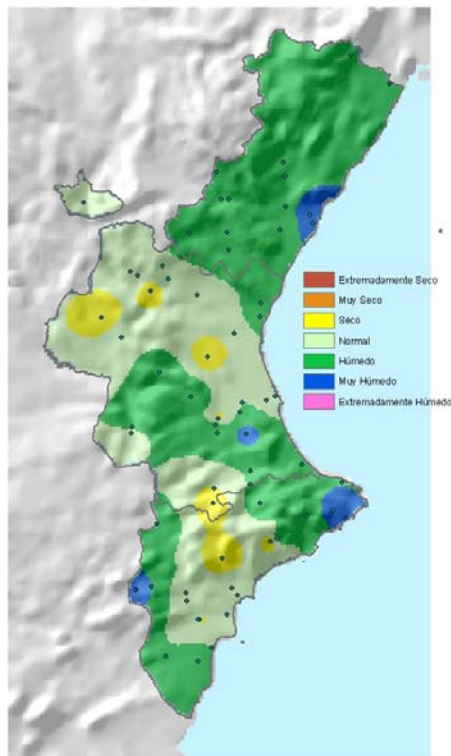 Extremadamente Seco
Muy Seco
Seco
Normal
Húmedo
Muy Húmedo
Extremadamente Húmedo